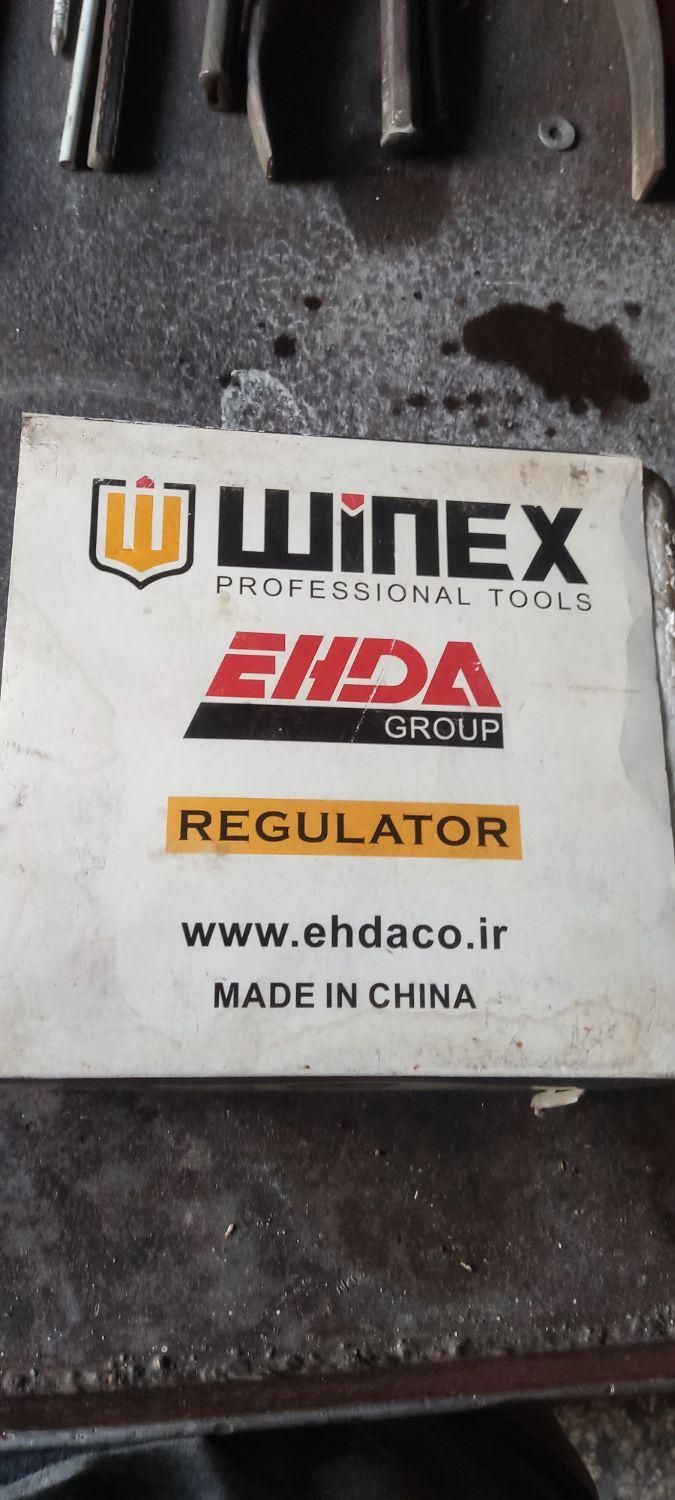 WINEX
PROFESSIONAL TOOLS
EHDA
GROUP
REGULATOR
www.ehdaco.ir
MADE IN CHINA